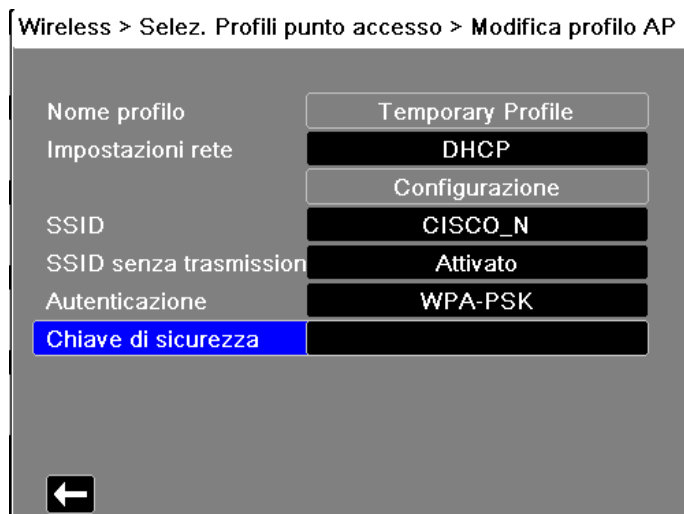 Wireless > Selez. Profili punto accesso > Modifica profilo AP
Nome profilo Temporary Profile
Impostazioni rete DHCP
Configurazione
SSID CISCO_N
SSID senza trasmission Attivato
Autenticazione WPA-PSK
Chiave di sicurezza